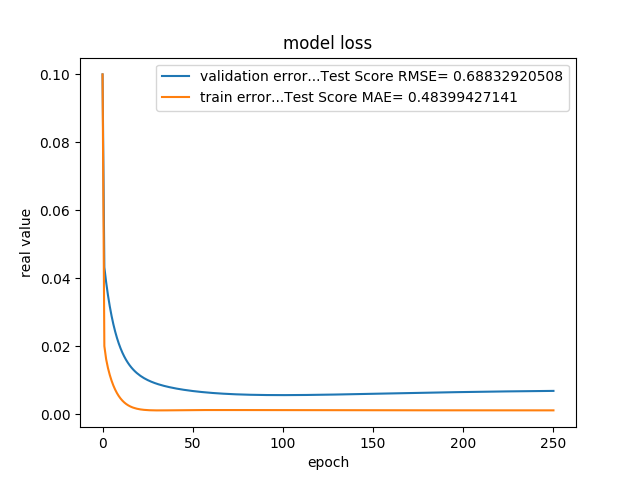 model loss
validation error...Test Score RMSE= 0.68832920508
train error...Test Score MAE= 0.48399427141
0.10
0.08
0.06
0.04
0.02
0.00
real value
0 50 100 150 200 250
epoch